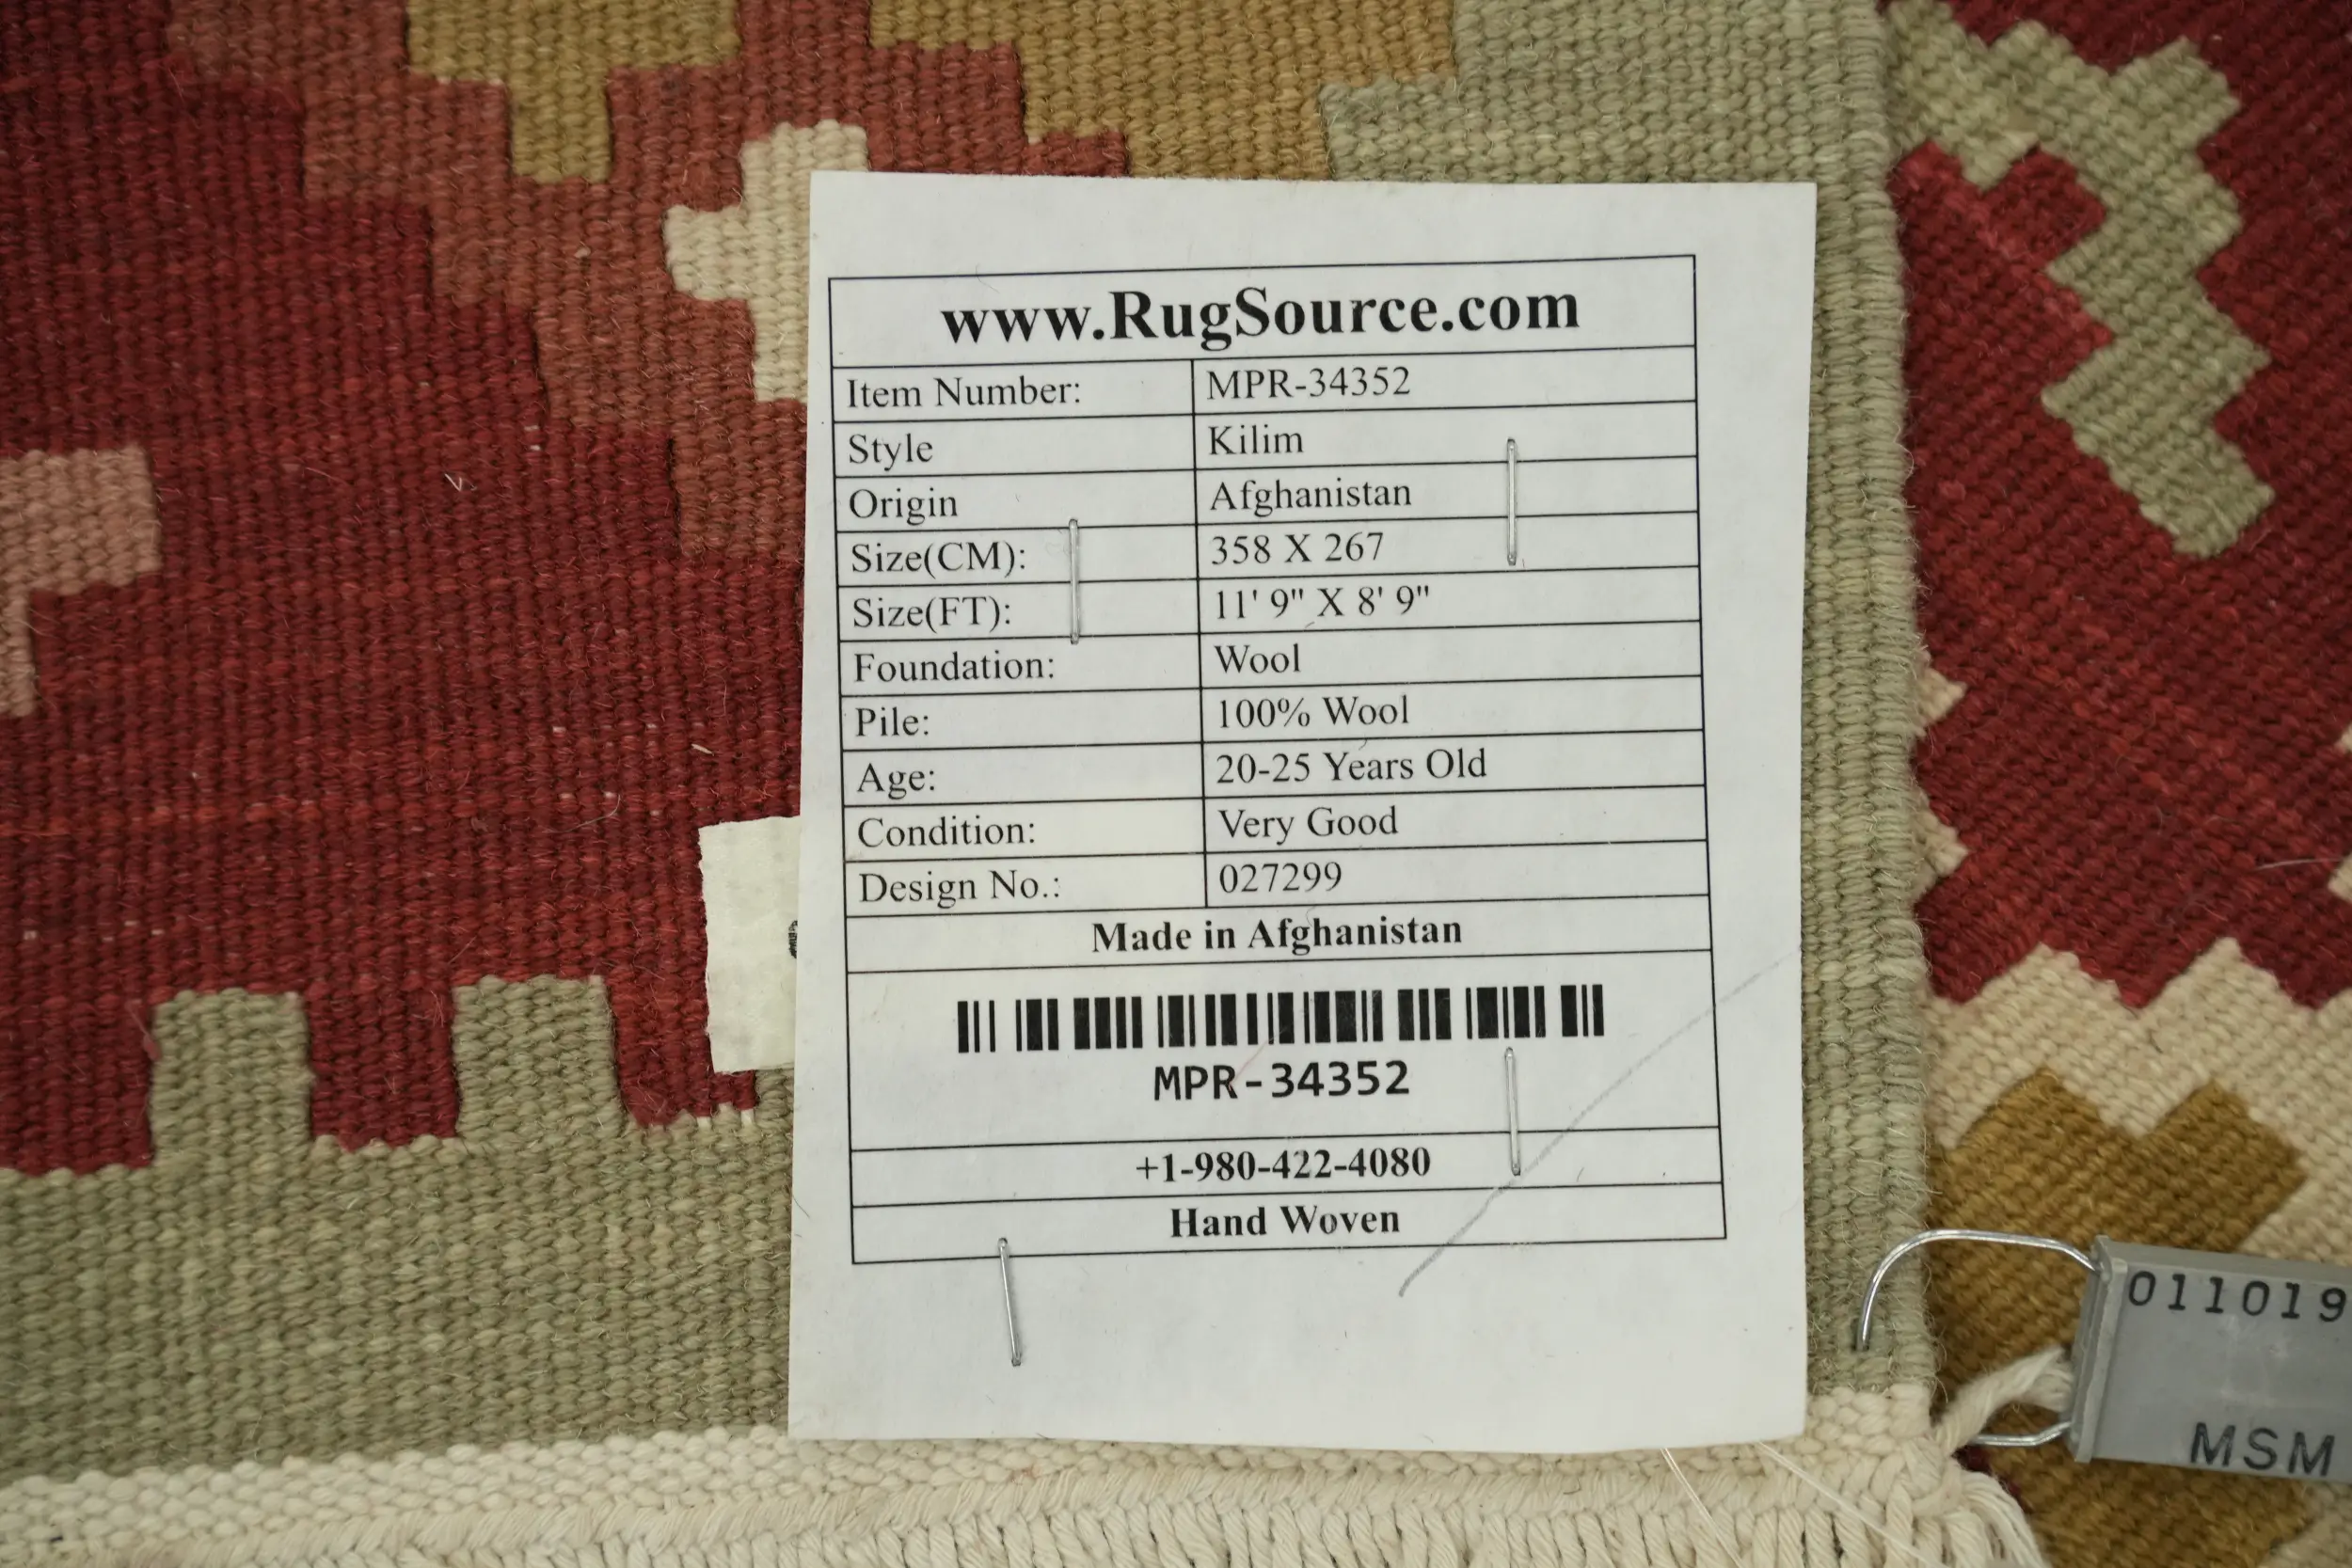 www.RugSource.com
Item Number: MPR-34352
Style Kilim
Origin Afghanistan
Size(CM): 358 X 267
Size(FT): 11' 9" X 8' 9"
Foundation: Wool
Pile: 100% Wool
Age: 20-25 Years Old
Condition: Very Good
Design No.: 027299
Made in Afghanistan
MPR-34352
+1-980-422-4080
Hand Woven
011019
MSM